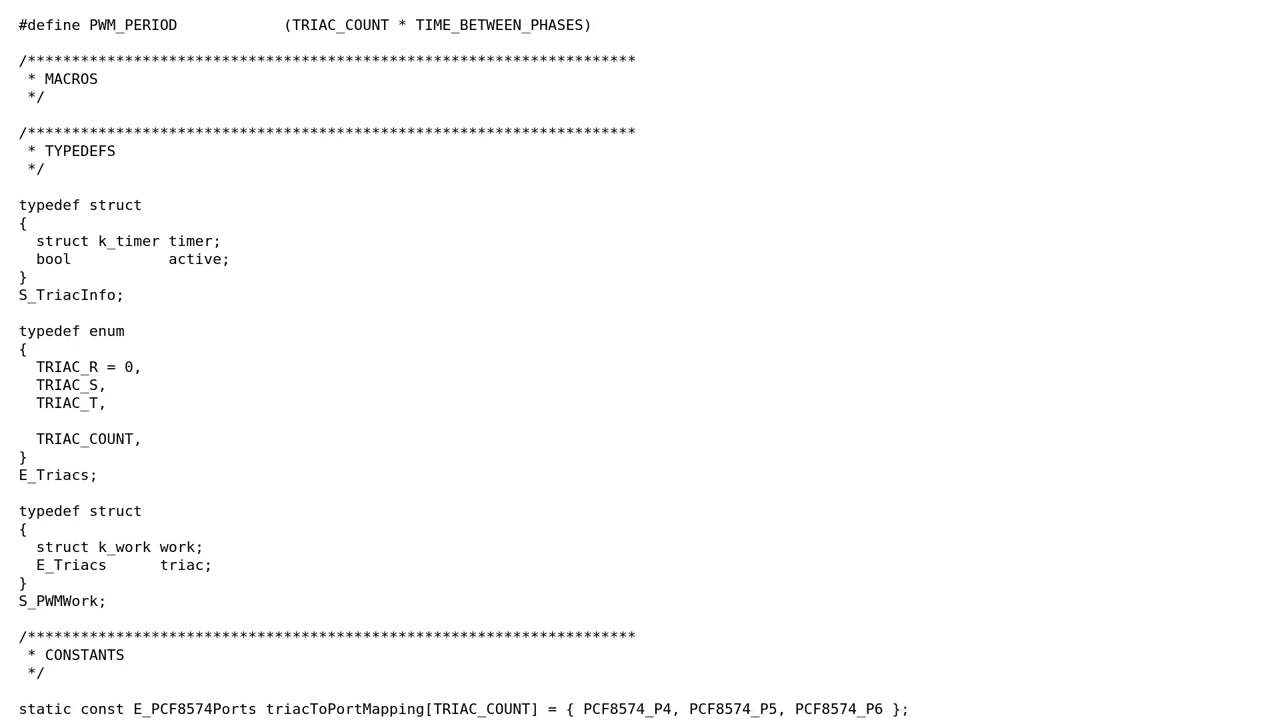 #define PWM_PERIOD            (TRIAC_COUNT * TIME_BETWEEN_PHASES)

/*********************************************************************
 * MACROS
 */

/*********************************************************************
 * TYPEDEFS
 */

typedef struct
{
  struct k_timer timer;
  bool           active;
}
S_TriacInfo;

typedef enum
{
  TRIAC_R = 0,
  TRIAC_S,
  TRIAC_T,

  TRIAC_COUNT,
}
E_Triacs;

typedef struct
{
  struct k_work work;
  E_Triacs      triac;
}
S_PWMWork;

/*********************************************************************
 * CONSTANTS
 */

static const E_PCF8574Ports triacToPortMapping[TRIAC_COUNT] = { PCF8574_P4, PCF8574_P5, PCF8574_P6 };